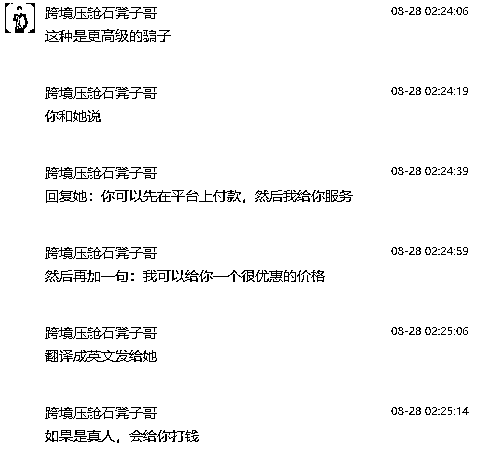 跨境压舱石凳子哥 08-28 02:24:06
这种是更高级的骗子
跨境压舱石凳子哥 08-28 02:24:19
你和她说
跨境压舱石凳子哥 08-28 02:24:39
回复她：你可以先在平台上付款，然后我给你服务
跨境压舱石凳子哥 08-28 02:24:59
然后再加一句：我可以给你一个很优惠的价格
跨境压舱石凳子哥 08-28 02:25:06
翻译成英文发给她
跨境压舱石凳子哥 08-28 02:25:14
如果是真人，会给你打钱